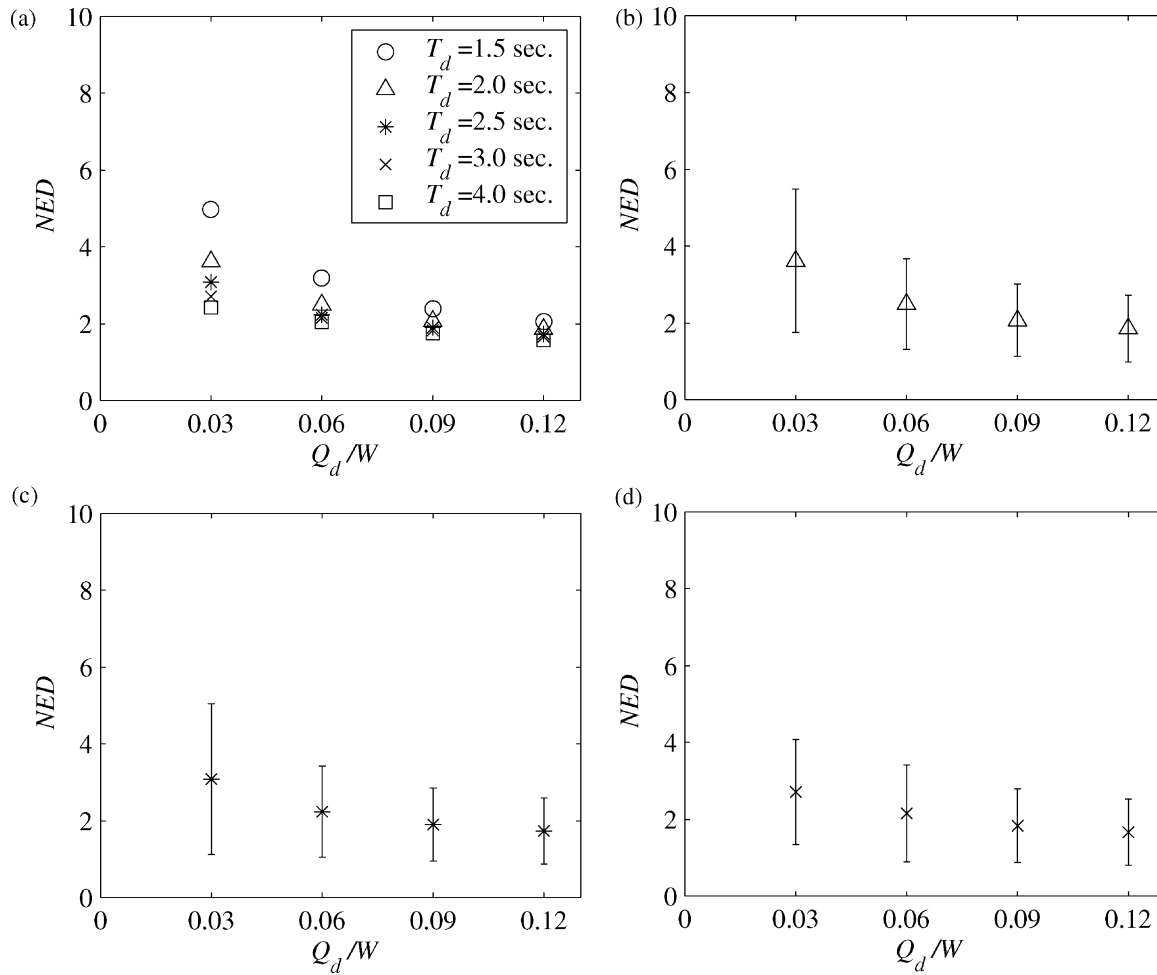 (a)
10
8
6
4
2
0
NED
T_d=1.5 sec.
T_d=2.0 sec.
T_d=2.5 sec.
T_d=3.0 sec.
T_d=4.0 sec.
0 0.03 0.06 0.09 0.12
Q_d/W
(b)
10
8
6
4
2
0
NED
0 0.03 0.06 0.09 0.12
Q_d/W
(c)
10
8
6
4
2
0
NED
0 0.03 0.06 0.09 0.12
Q_d/W
(d)
10
8
6
4
2
0
NED
0 0.03 0.06 0.09 0.12
Q_d/W